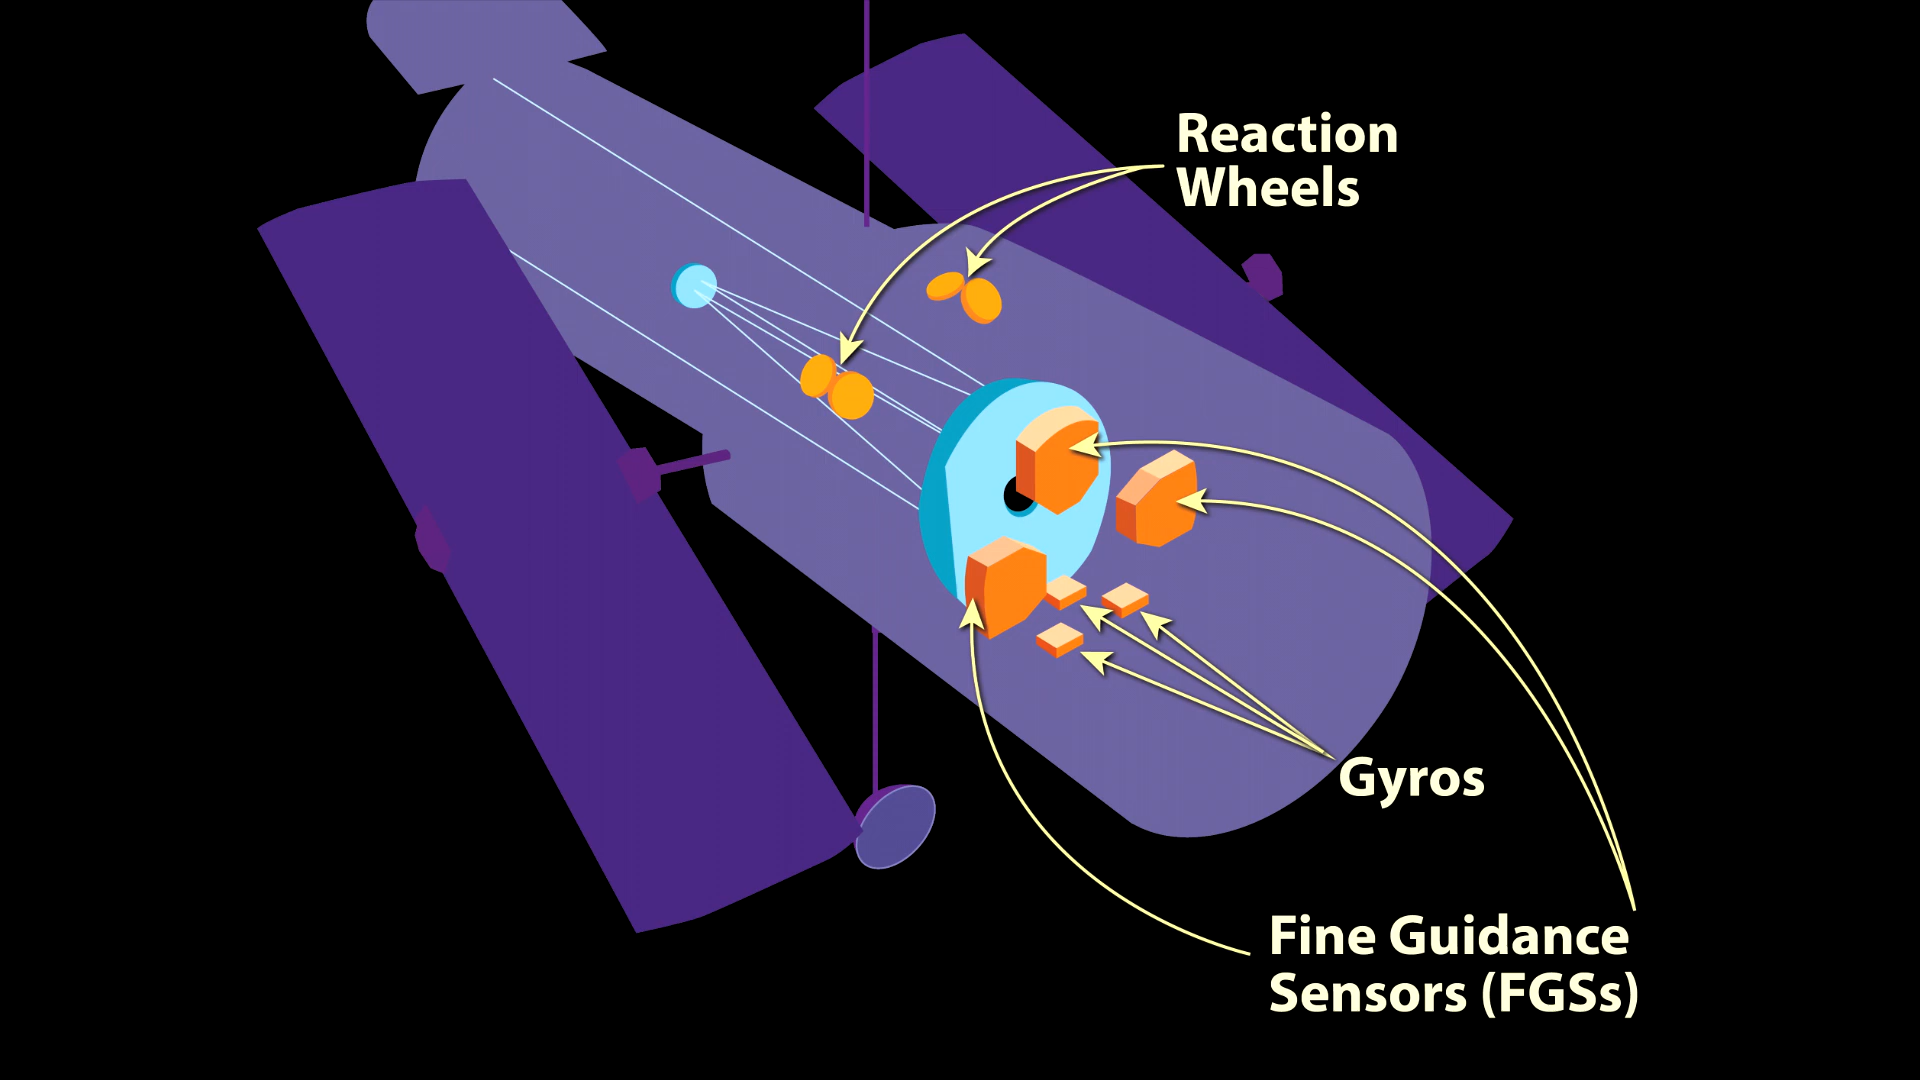 Reaction
Wheels
Gyros
Fine Guidance
Sensors (FGSs)